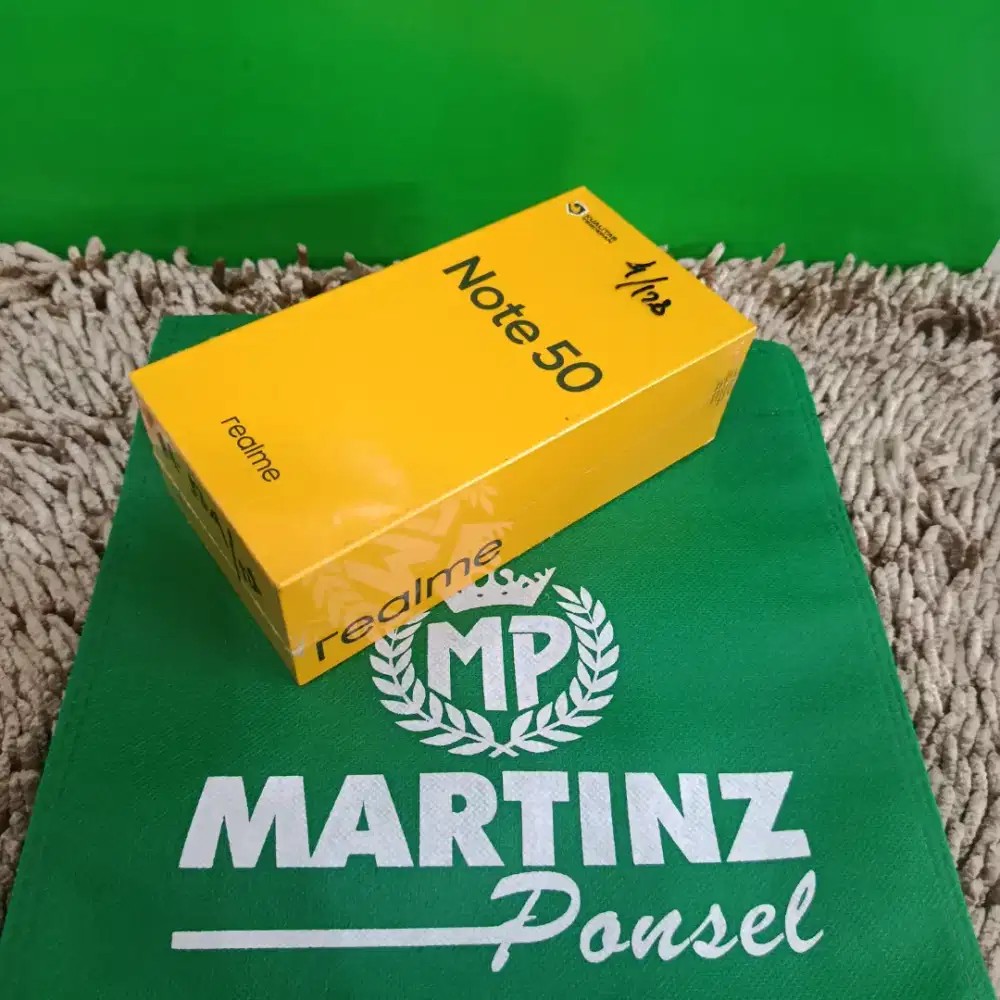 4/128
Note 50
realme
realme
MP
MARTINZ
Ponsel